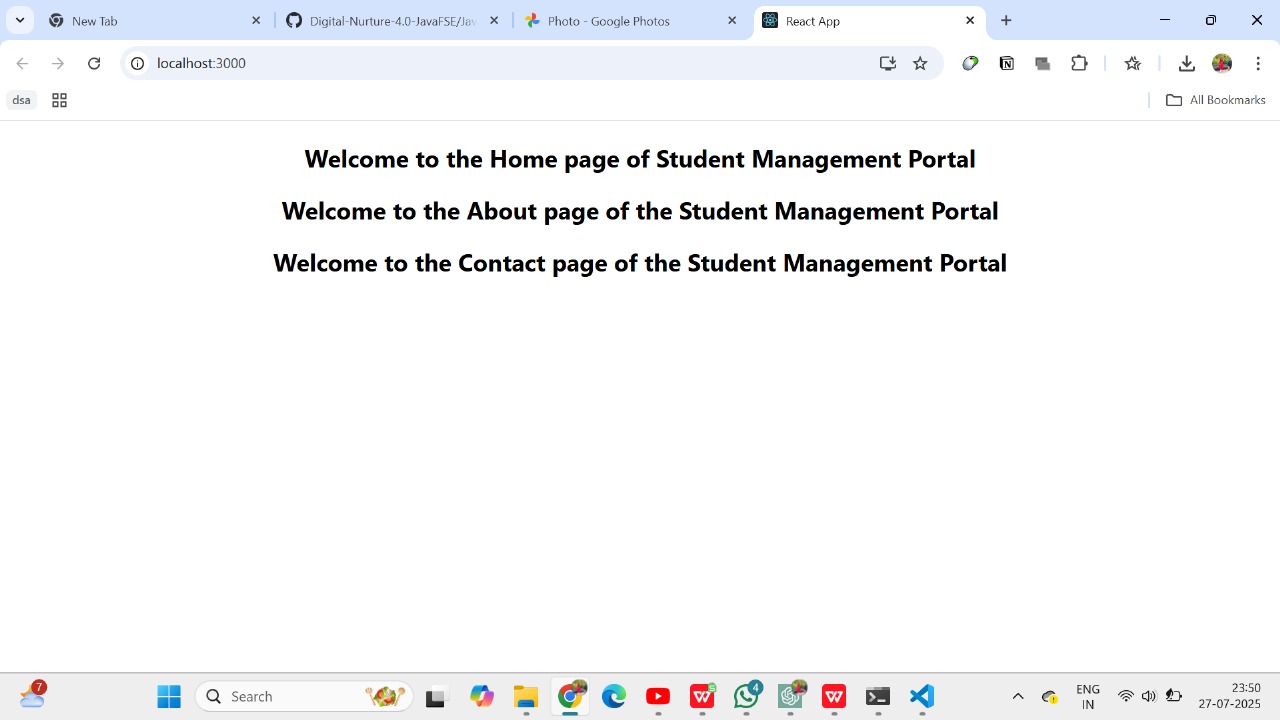 New Tab
Digital-Nurture-4.0-JavaFSE/Jav
Photo - Google Photos
React App
localhost:3000
dsa
All Bookmarks
Welcome to the Home page of Student Management Portal
Welcome to the About page of the Student Management Portal
Welcome to the Contact page of the Student Management Portal
7
Search
4
ENG
IN
23:50
27-07-2025